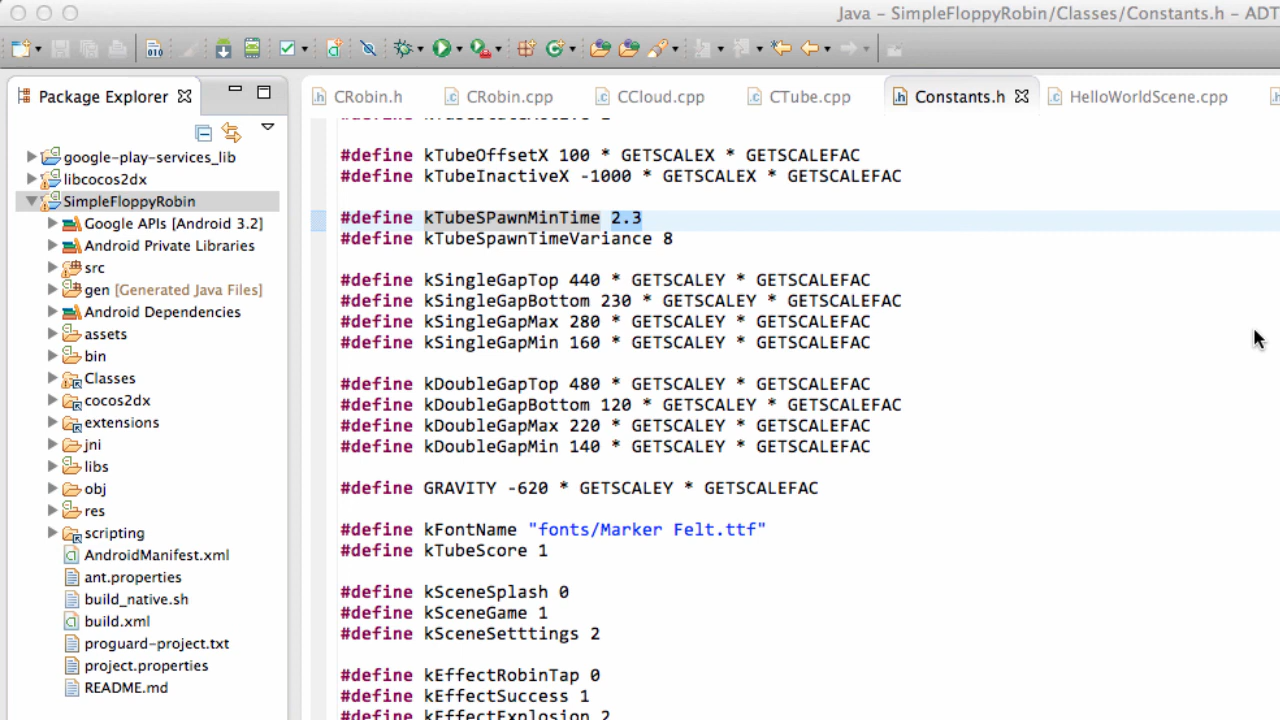 Java – SimpleFloppyRobin/Classes/Constants.h – ADT
Package Explorer
CRobin.h
CRobin.cpp
CCloud.cpp
CTube.cpp
Constants.h
HelloWorldScene.cpp
google-play-services_lib
libcocos2dx
SimpleFloppyRobin
Google APIs [Android 3.2]
Android Private Libraries
src
gen [Generated Java Files]
Android Dependencies
assets
bin
Classes
cocos2dx
extensions
jni
libs
obj
res
scripting
AndroidManifest.xml
ant.properties
build_native.sh
build.xml
proguard-project.txt
project.properties
README.md
#define kTubeOffsetX 100 * GETSCALEX * GETSCALEFAC
#define kTubeInactiveX -1000 * GETSCALEX * GETSCALEFAC
#define kTubeSPawnMinTime 2.3
#define kTubeSpawnTimeVariance 8
#define kSingleGapTop 440 * GETSCALEY * GETSCALEFAC
#define kSingleGapBottom 230 * GETSCALEY * GETSCALEFAC
#define kSingleGapMax 280 * GETSCALEY * GETSCALEFAC
#define kSingleGapMin 160 * GETSCALEY * GETSCALEFAC
#define kDoubleGapTop 480 * GETSCALEY * GETSCALEFAC
#define kDoubleGapBottom 120 * GETSCALEY * GETSCALEFAC
#define kDoubleGapMax 220 * GETSCALEY * GETSCALEFAC
#define kDoubleGapMin 140 * GETSCALEY * GETSCALEFAC
#define GRAVITY -620 * GETSCALEY * GETSCALEFAC
#define kFontName "fonts/Marker Felt.ttf"
#define kTubeScore 1
#define kSceneSplash 0
#define kSceneGame 1
#define kSceneSetttings 2
#define kEffectRobinTap 0
#define kEffectSuccess 1
#define kEffectExplosion 2